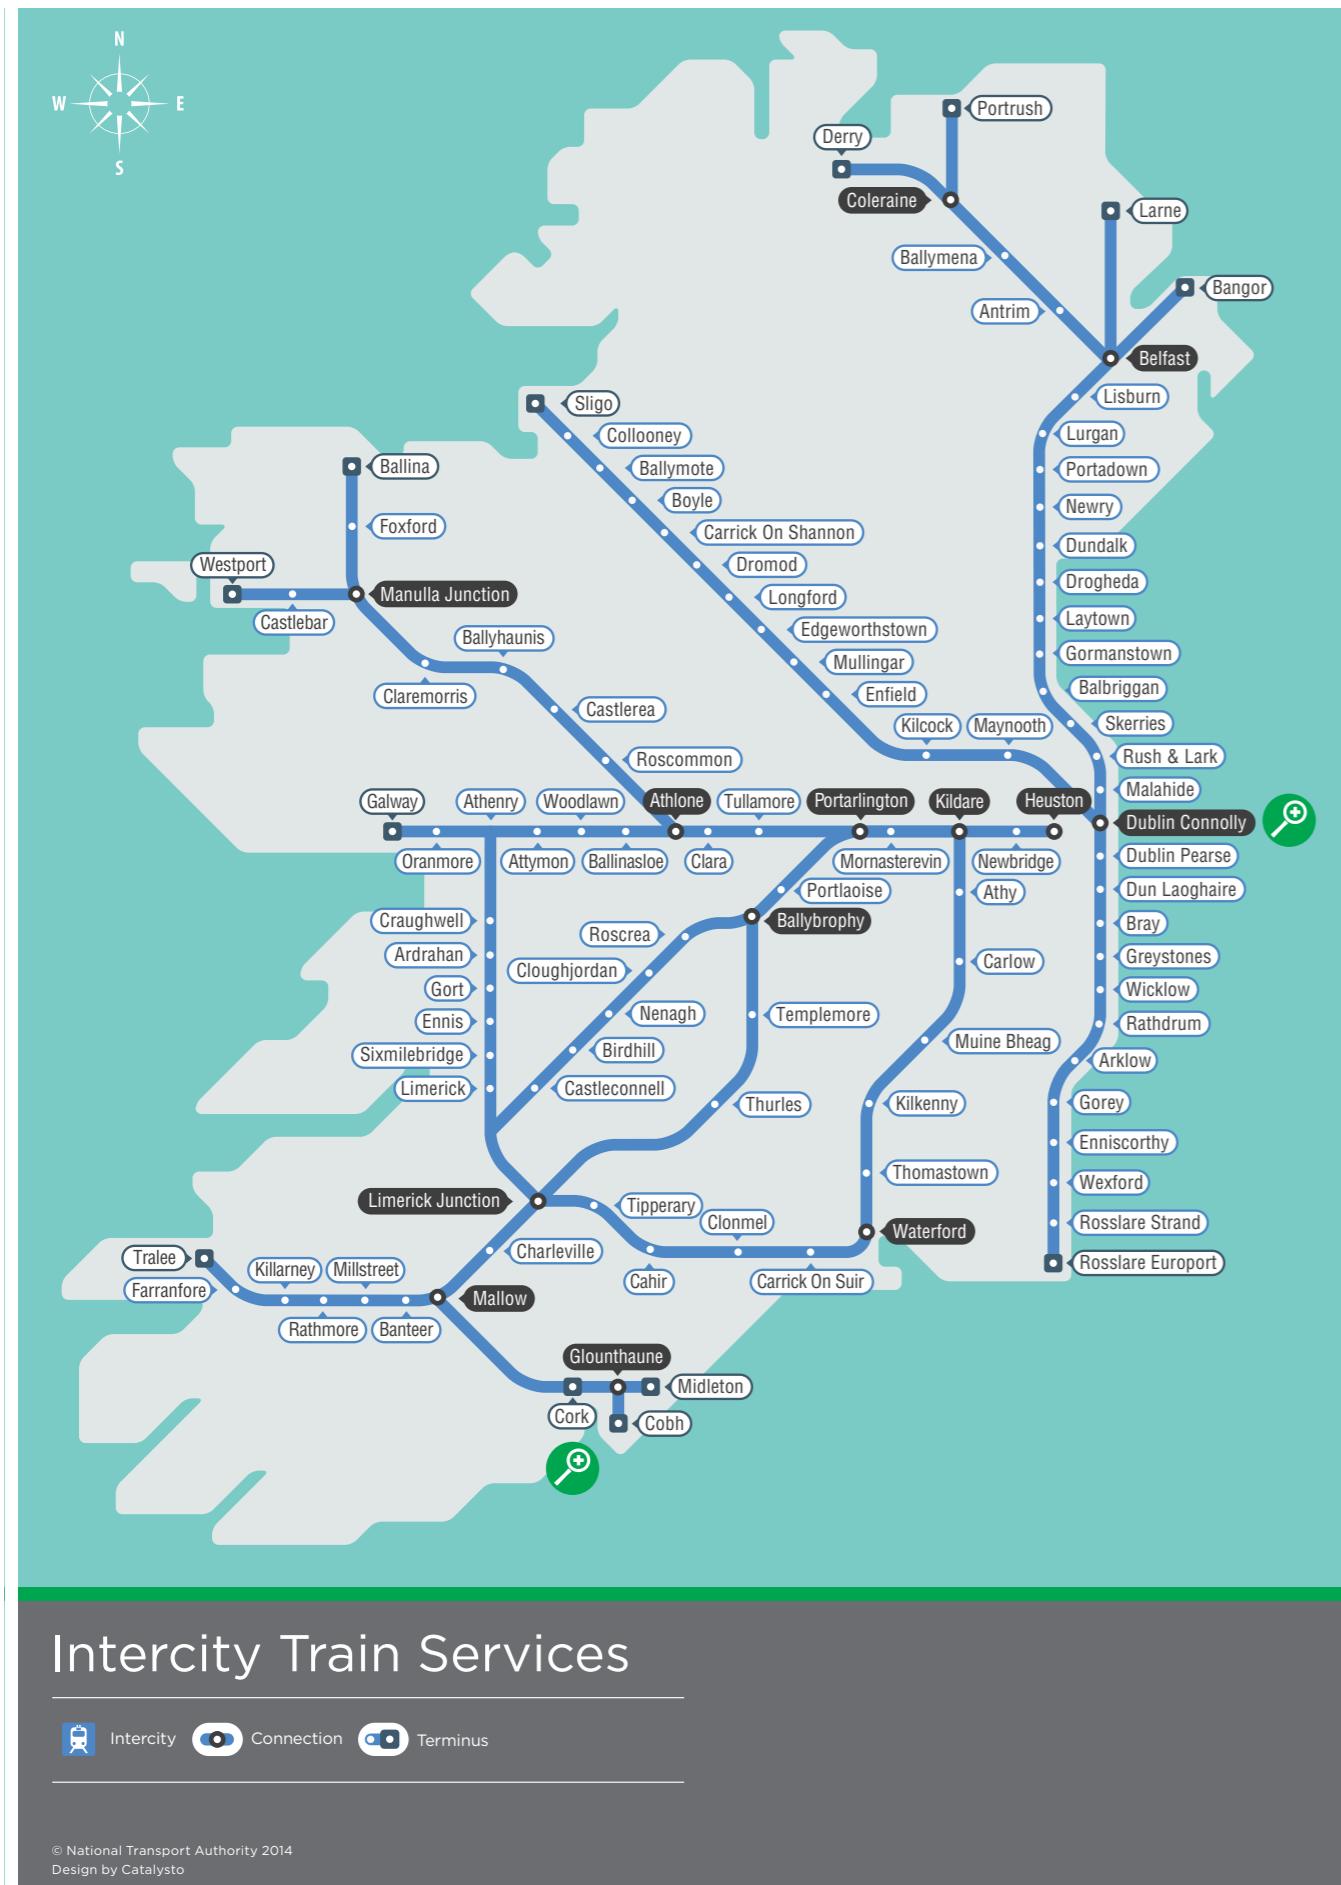 N
W
E
S
Portrush
Derry
Coleraine
Larne
Ballymena
Bangor
Antrim
Belfast
Lisburn
Sligo
Collooney
Lurgan
Ballina
Ballymote
Portadown
Boyle
Newry
Foxford
Carrick On Shannon
Dundalk
Westport
Dromod
Drogheda
Manulla Junction
Longford
Castlebar
Laytown
Ballyhaunis
Edgeworthstown
Gormanstown
Mullingar
Claremorris
Enfield
Balbriggan
Castlerea
Kilcock
Maynooth
Skerries
Roscommon
Rush & Lark
Malahide
Galway
Athenry
Woodlawn
Athlone
Tullamore
Portarlington
Kildare
Heuston
Dublin Connolly
Oranmore
Attymon
Ballinasloe
Clara
Mornasterevin
Newbridge
Dublin Pearse
Portlaoise
Athy
Dun Laoghaire
Craughwell
Ballybrophy
Bray
Roscrea
Ardrahan
Greystones
Cloughjordan
Carlow
Gort
Wicklow
Ennis
Nenagh
Templemore
Rathdrum
Sixmilebridge
Birdhill
Muine Bheag
Arklow
Limerick
Castleconnell
Thurles
Kilkenny
Gorey
Enniscorthy
Thomastown
Wexford
Limerick Junction
Tipperary
Clonmel
Waterford
Rosslare Strand
Tralee
Charleville
Rosslare Europort
Killarney
Millstreet
Cahir
Carrick On Suir
Farranfore
Mallow
Rathmore
Banteer
Glounthaune
Midleton
Cork
Cobh
Intercity Train Services
Intercity
Connection
Terminus
© National Transport Authority 2014
Design by Catalysto